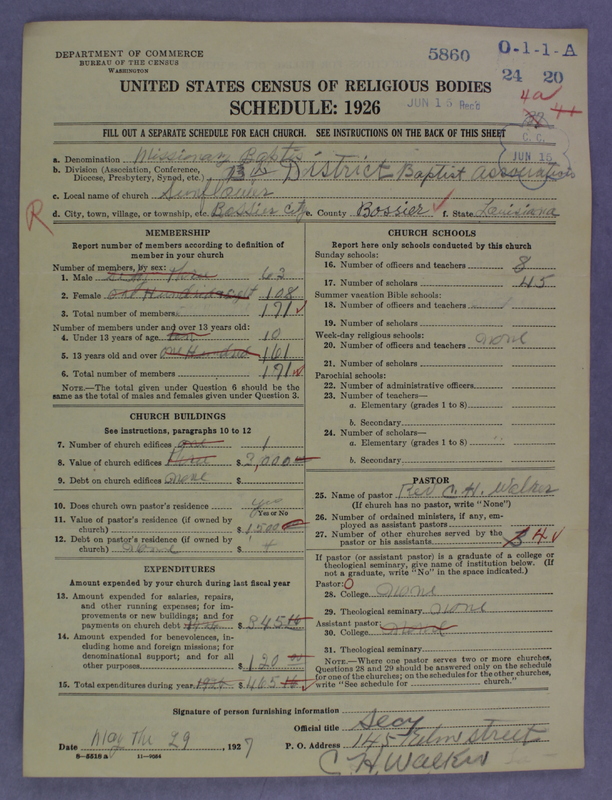 DEPARTMENT OF COMMERCE
BUREAU OF THE CENSUS
WASHINGTON
5860
O-1-1-A
24 20
UNITED STATES CENSUS OF RELIGIOUS BODIES
SCHEDULE: 1926
JUN 16 Rec'd
4a
FILL OUT A SEPARATE SCHEDULE FOR EACH CHURCH. SEE INSTRUCTIONS ON THE BACK OF THIS SHEET
C. C.
JUN 16
a. Denomination Missionary Baptis
b. Division (Association, Conference, Diocese, Presbytery, Synod, etc.) 13 District Baptist Association
c. Local name of church Sunflower
R
d. City, town, village, or township, etc. Bossier City e. County Bossier f. State Louisiana
MEMBERSHIP
Report number of members according to definition of member in your church
Number of members, by sex:
1. Male sixty Three 63
2. Female one Hundred eight 108
3. Total number of members 171
Number of members under and over 13 years old:
4. Under 13 years of age ten 10
5. 13 years old and over one Hundred 161
6. Total number of members 171
NOTE.—The total given under Question 6 should be the same as the total of males and females given under Question 3.
CHURCH BUILDINGS
See instructions, paragraphs 10 to 12
7. Number of church edifices one 1
8. Value of church edifices $ 2,000
9. Debt on church edifices none $
10. Does church own pastor's residence yes
(Yes or No)
11. Value of pastor's residence (if owned by church) $ 1,500
12. Debt on pastor's residence (if owned by church) none $
EXPENDITURES
Amount expended by your church during last fiscal year
13. Amount expended for salaries, repairs, and other running expenses; for improvements or new buildings; and for payments on church debt $ 345
14. Amount expended for benevolences, including home and foreign missions; for denominational support; and for all other purposes $ 120
15. Total expenditures during year 1926 $ 465
CHURCH SCHOOLS
Report here only schools conducted by this church
Sunday schools:
16. Number of officers and teachers 8
17. Number of scholars 45
Summer vacation Bible schools:
18. Number of officers and teachers
19. Number of scholars
Week-day religious schools:
20. Number of officers and teachers none
21. Number of scholars
Parochial schools:
22. Number of administrative officers
23. Number of teachers—
a. Elementary (grades 1 to 8)
b. Secondary
24. Number of scholars—
a. Elementary (grades 1 to 8)
b. Secondary
PASTOR
25. Name of pastor Rev C. H. Walker
(If church has no pastor, write "None")
26. Number of ordained ministers, if any, employed as assistant pastors
27. Number of other churches served by the pastor or his assistants 4
If pastor (or assistant pastor) is a graduate of a college or theological seminary, give name of institution below. (If not a graduate, write "No" in the space indicated.)
Pastor: O
28. College none
29. Theological seminary none
Assistant pastor:
30. College none
31. Theological seminary
NOTE.—Where one pastor serves two or more churches, Questions 28 and 29 should be answered only on the schedule for one of the churches; on the schedules for the other churches, write "See schedule for church."
Signature of person furnishing information
Official title Secy
Date May The 29, 1927
P. O. Address 145 street
8-5518 a 11-9054
C H. Walker